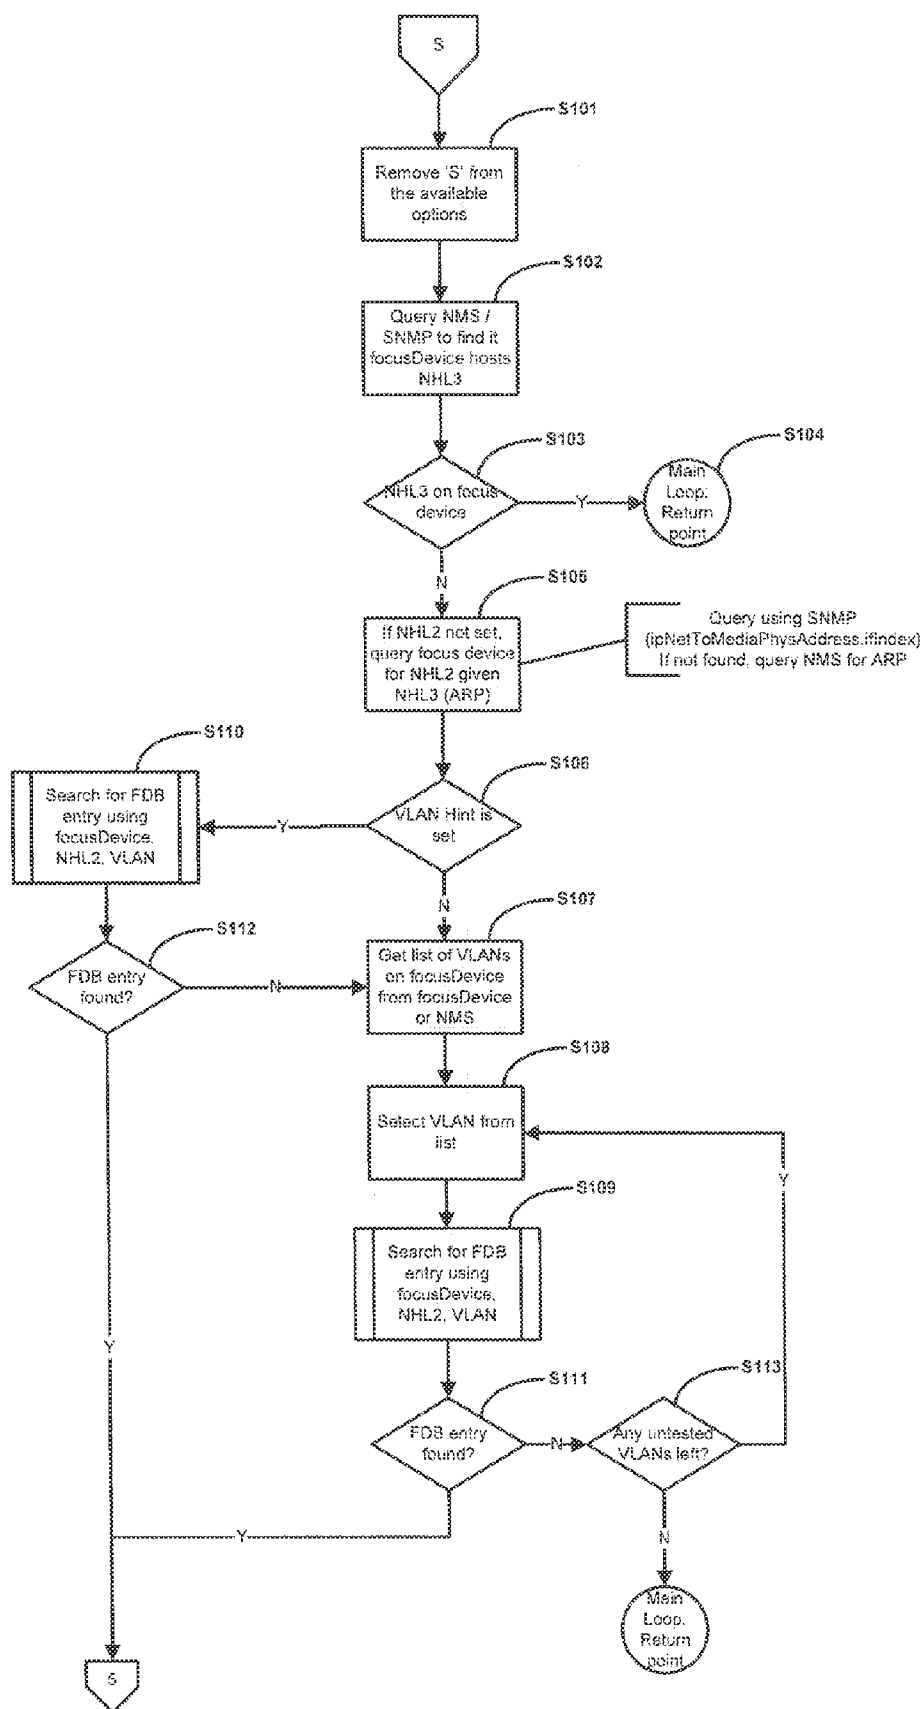 S
S101
Remove 'S' from
the available
options
S102
Query NMS /
SNMP to find it
focusDevice hosts
NHL3
S103
NHL3 on focus
device
Y
S104
Main
Loop.
Return
point
N
S105
If NHL2 not set,
query focus device
for NHL2 given
NHL3 (ARP)
Query using SNMP
(ipNetToMediaPhysAddress.ifindex)
If not found, query NMS for ARP
S106
VLAN Hint is
set
Y
S110
Search for FDB
entry using
focusDevice,
NHL2, VLAN
N
S107
Get list of VLANs
on focusDevice
from focusDevice
or NMS
S112
FDB entry
found?
N
S108
Select VLAN from
list
Y
S109
Search for FDB
entry using
focusDevice,
NHL2, VLAN
Y
S111
FDB entry
found?
N
S113
Any untested
VLANs left?
Y
N
Main
Loop.
Return
point